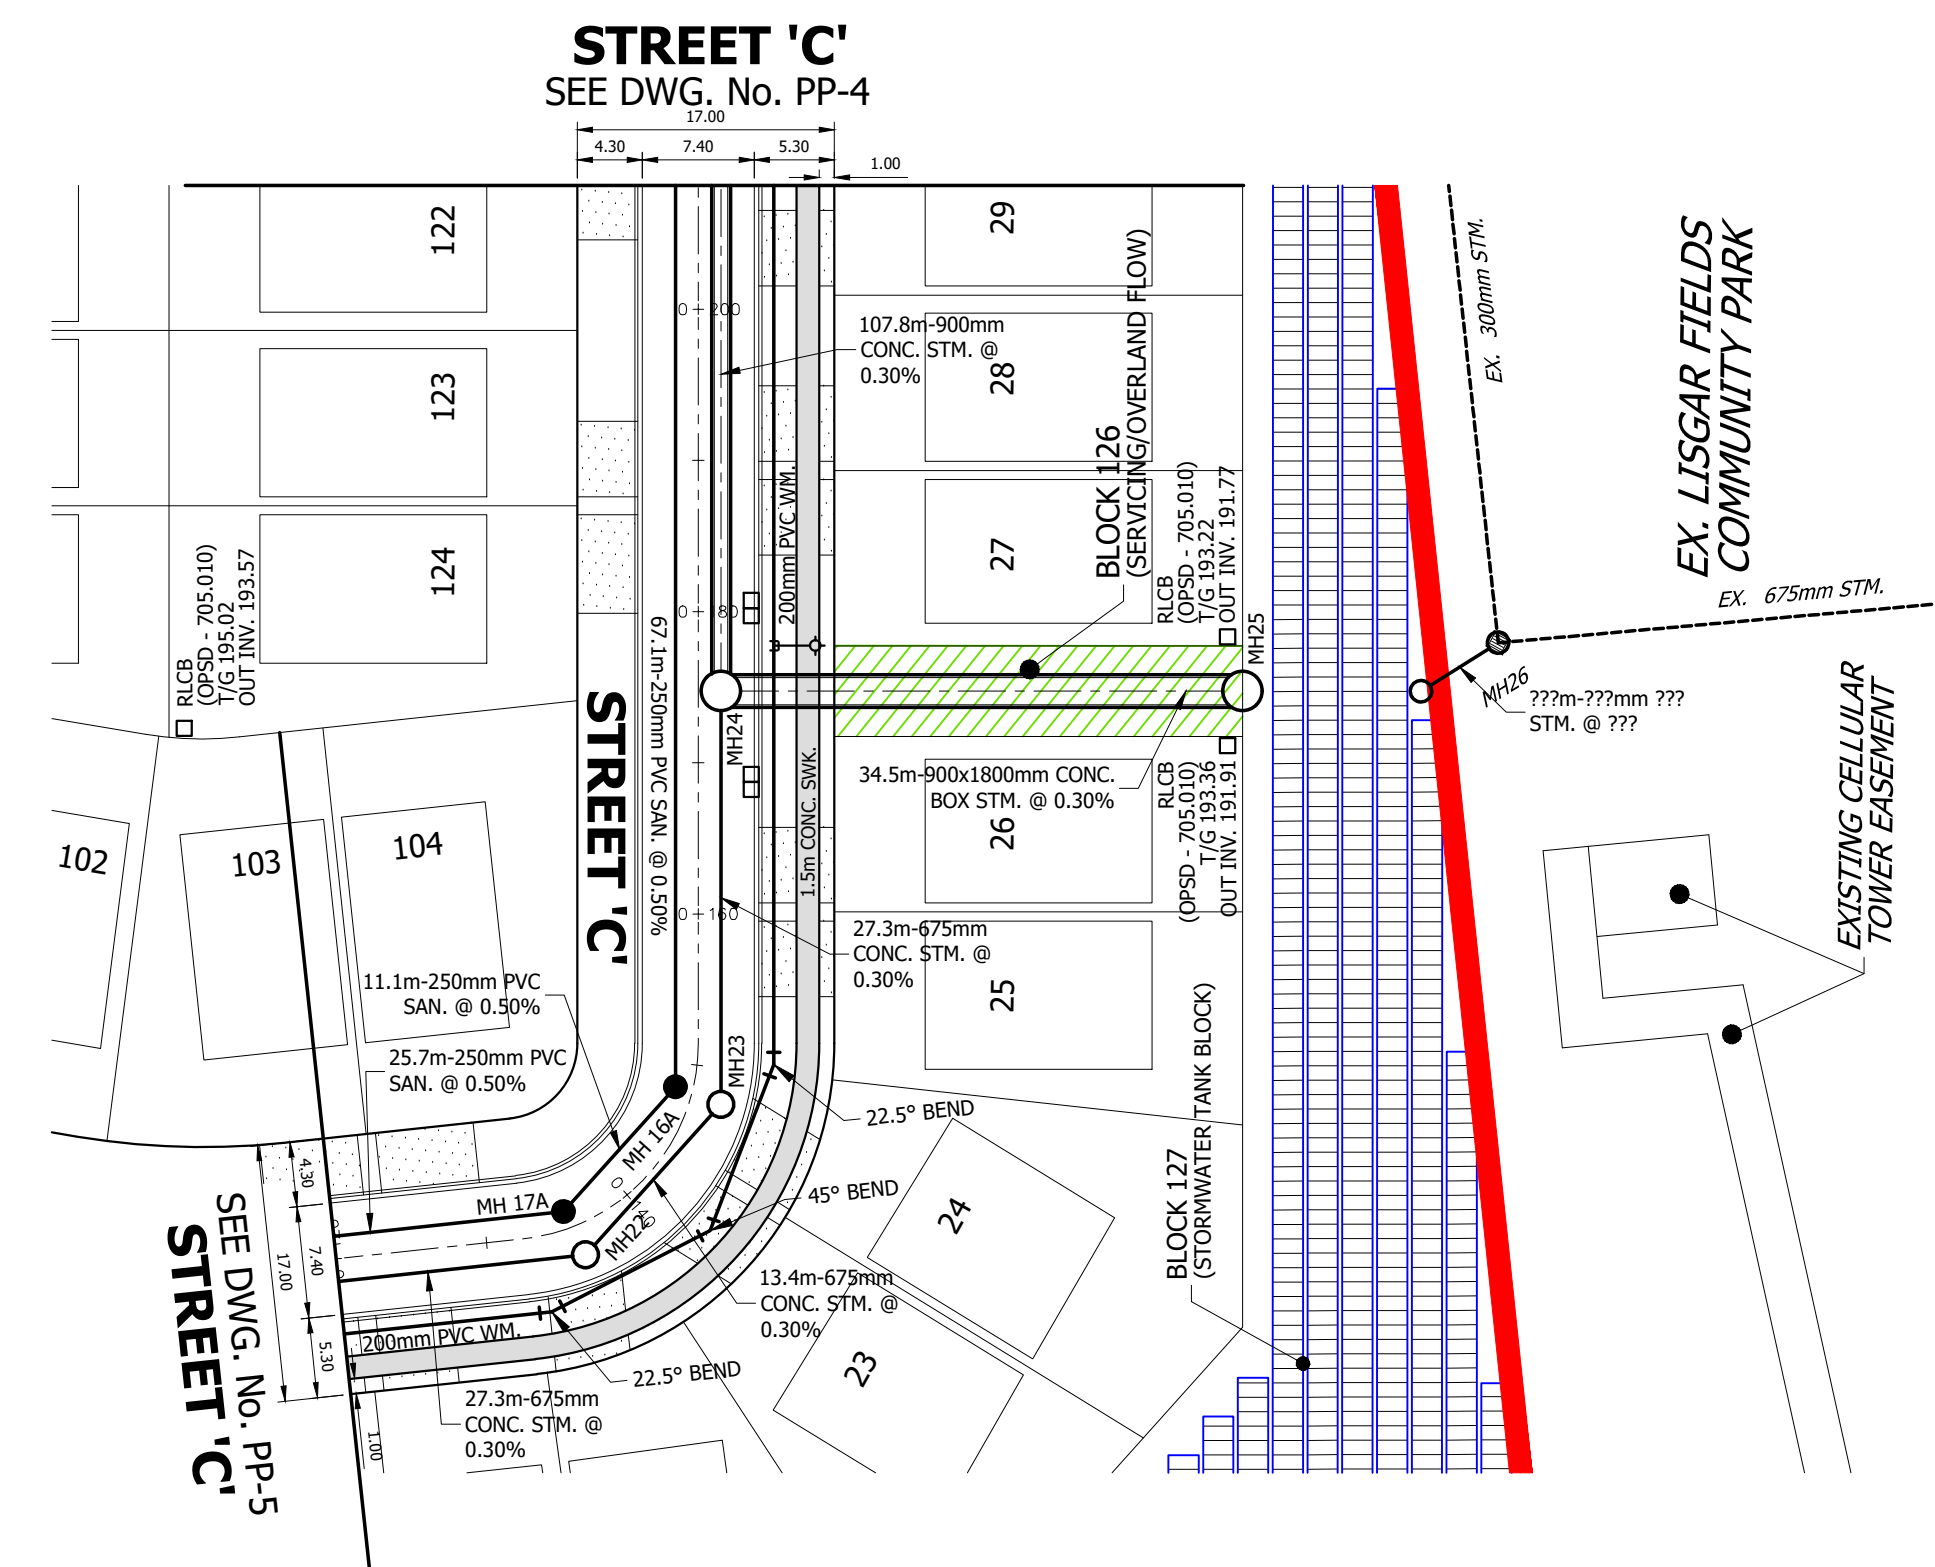 STREET 'C'
SEE DWG. No. PP-4
17.00
4.30
7.40
5.30
1.00
122
123
124
29
28
27
26
25
24
23
102
103
104
0+200
0+180
0+160
0+140
107.8m-900mm
CONC. STM. @
0.30%
BLOCK 126
(SERVICING/OVERLAND FLOW)
200mm PVC WM.
RLCB
(OPSD - 705.010)
T/G 193.22
OUT INV. 191.77
MH25
EX. 300mm STM.
EX. LISGAR FIELDS
COMMUNITY PARK
EX. 675mm STM.
MH26
???m-???mm ???
STM. @ ???
EXISTING CELLULAR
TOWER EASEMENT
RLCB
(OPSD - 705.010)
T/G 195.02
OUT INV. 193.57
STREET 'C'
67.1m-250mm PVC SAN. @ 0.50%
MH24
1.5m CONC. SWK.
34.5m-900x1800mm CONC.
BOX STM. @ 0.30%
RLCB
(OPSD - 705.010)
T/G 193.36
OUT INV. 191.91
27.3m-675mm
CONC. STM. @
0.30%
11.1m-250mm PVC
SAN. @ 0.50%
25.7m-250mm PVC
SAN. @ 0.50%
MH23
MH 16A
MH 17A
MH22
22.5° BEND
45° BEND
13.4m-675mm
CONC. STM. @
0.30%
22.5° BEND
200mm PVC WM.
27.3m-675mm
CONC. STM. @
0.30%
BLOCK 127
(STORMWATER TANK BLOCK)
4.30
7.40
17.00
5.30
1.00
SEE DWG. No. PP-5
STREET 'C'